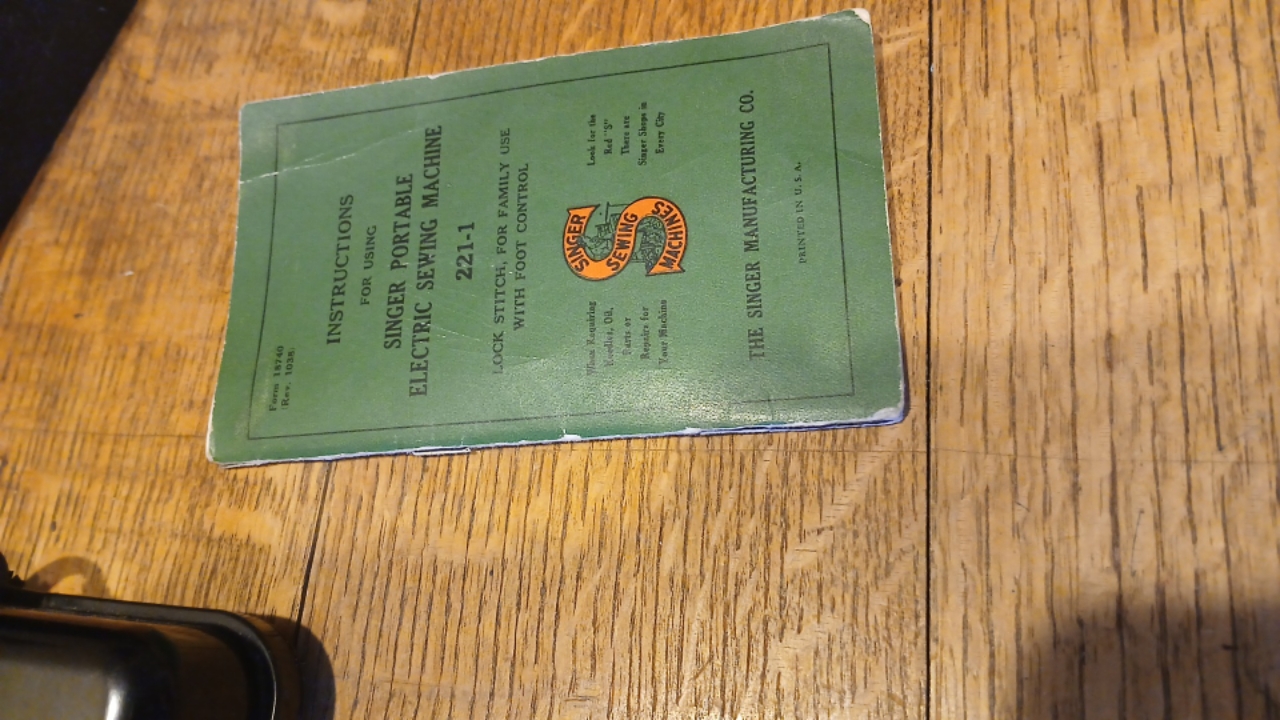 Form 18740
(Rev. 1038)
INSTRUCTIONS
FOR USING
SINGER PORTABLE
ELECTRIC SEWING MACHINE
221-1
LOCK STITCH, FOR FAMILY USE
WITH FOOT CONTROL
When Requiring
Needles, Oil,
Parts or
Repairs for
Your Machine
SINGER
SEWING
MACHINES
Look for the
Red "S"
There are
Singer Shops in
Every City
THE SINGER MANUFACTURING CO.
PRINTED IN U. S. A.